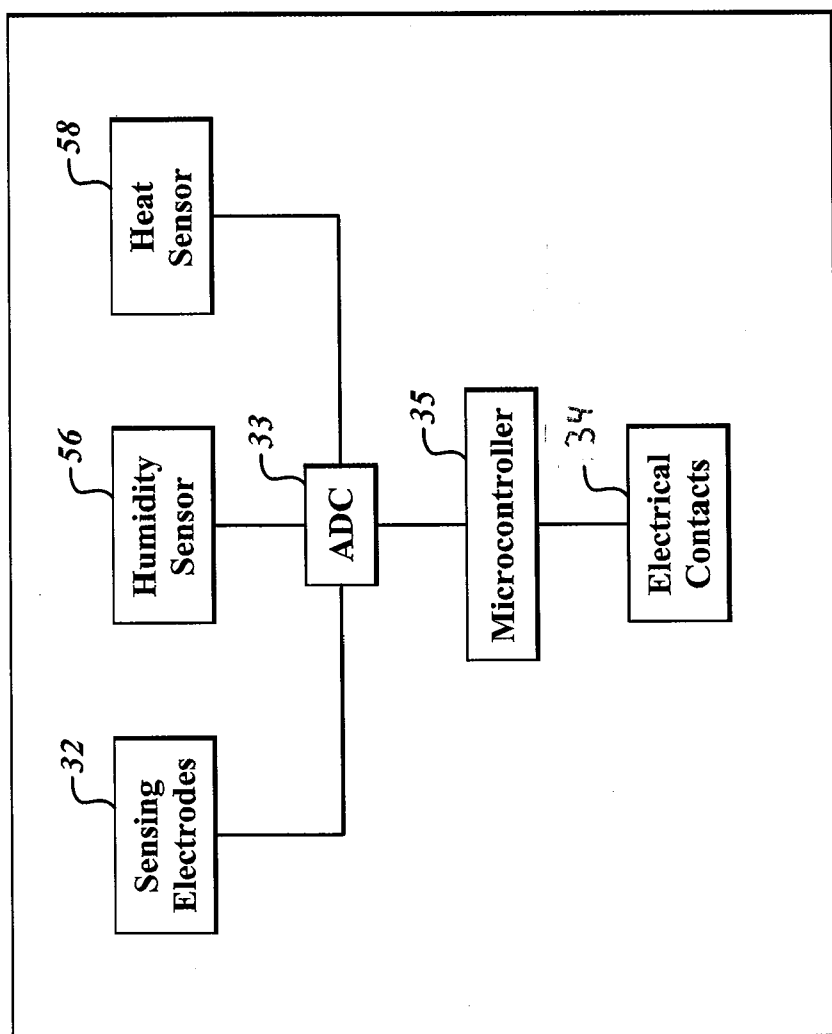 Sensing
Electrodes
32
Humidity
Sensor
56
Heat
Sensor
58
ADC
33
Microcontroller
35
Electrical
Contacts
34